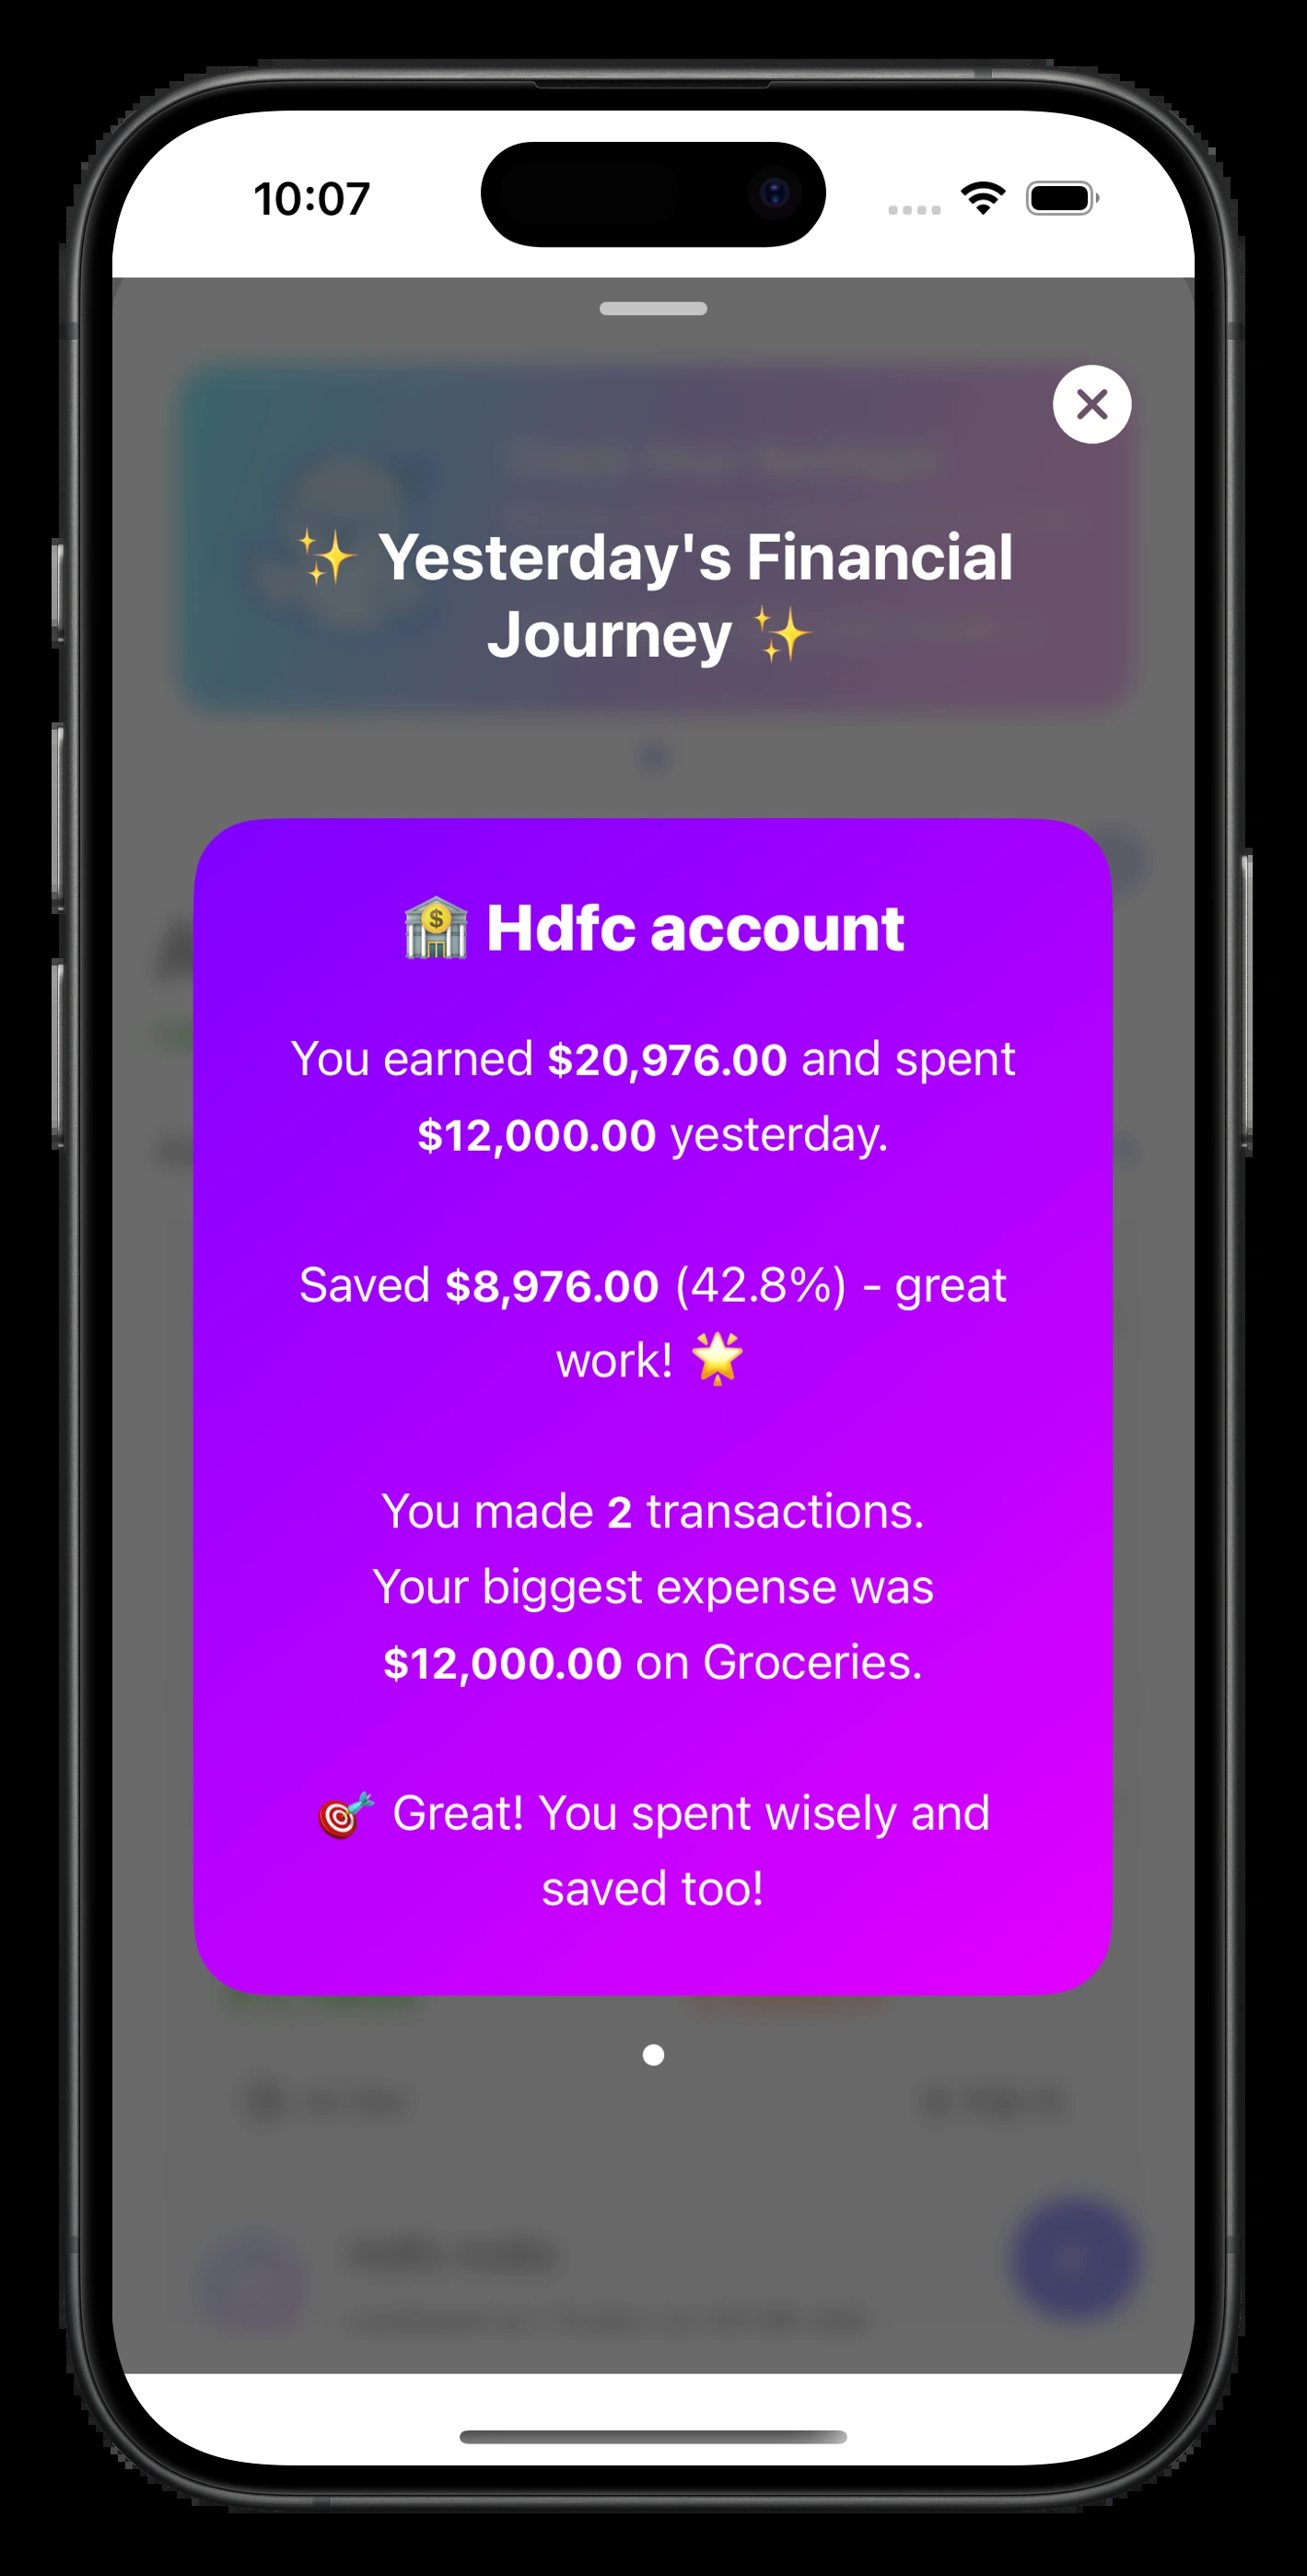 10:07
✨ Yesterday's Financial
Journey ✨
🏦 Hdfc account
You earned $20,976.00 and spent
$12,000.00 yesterday.
Saved $8,976.00 (42.8%) - great
work! 🌟
You made 2 transactions.
Your biggest expense was
$12,000.00 on Groceries.
🎯 Great! You spent wisely and
saved too!